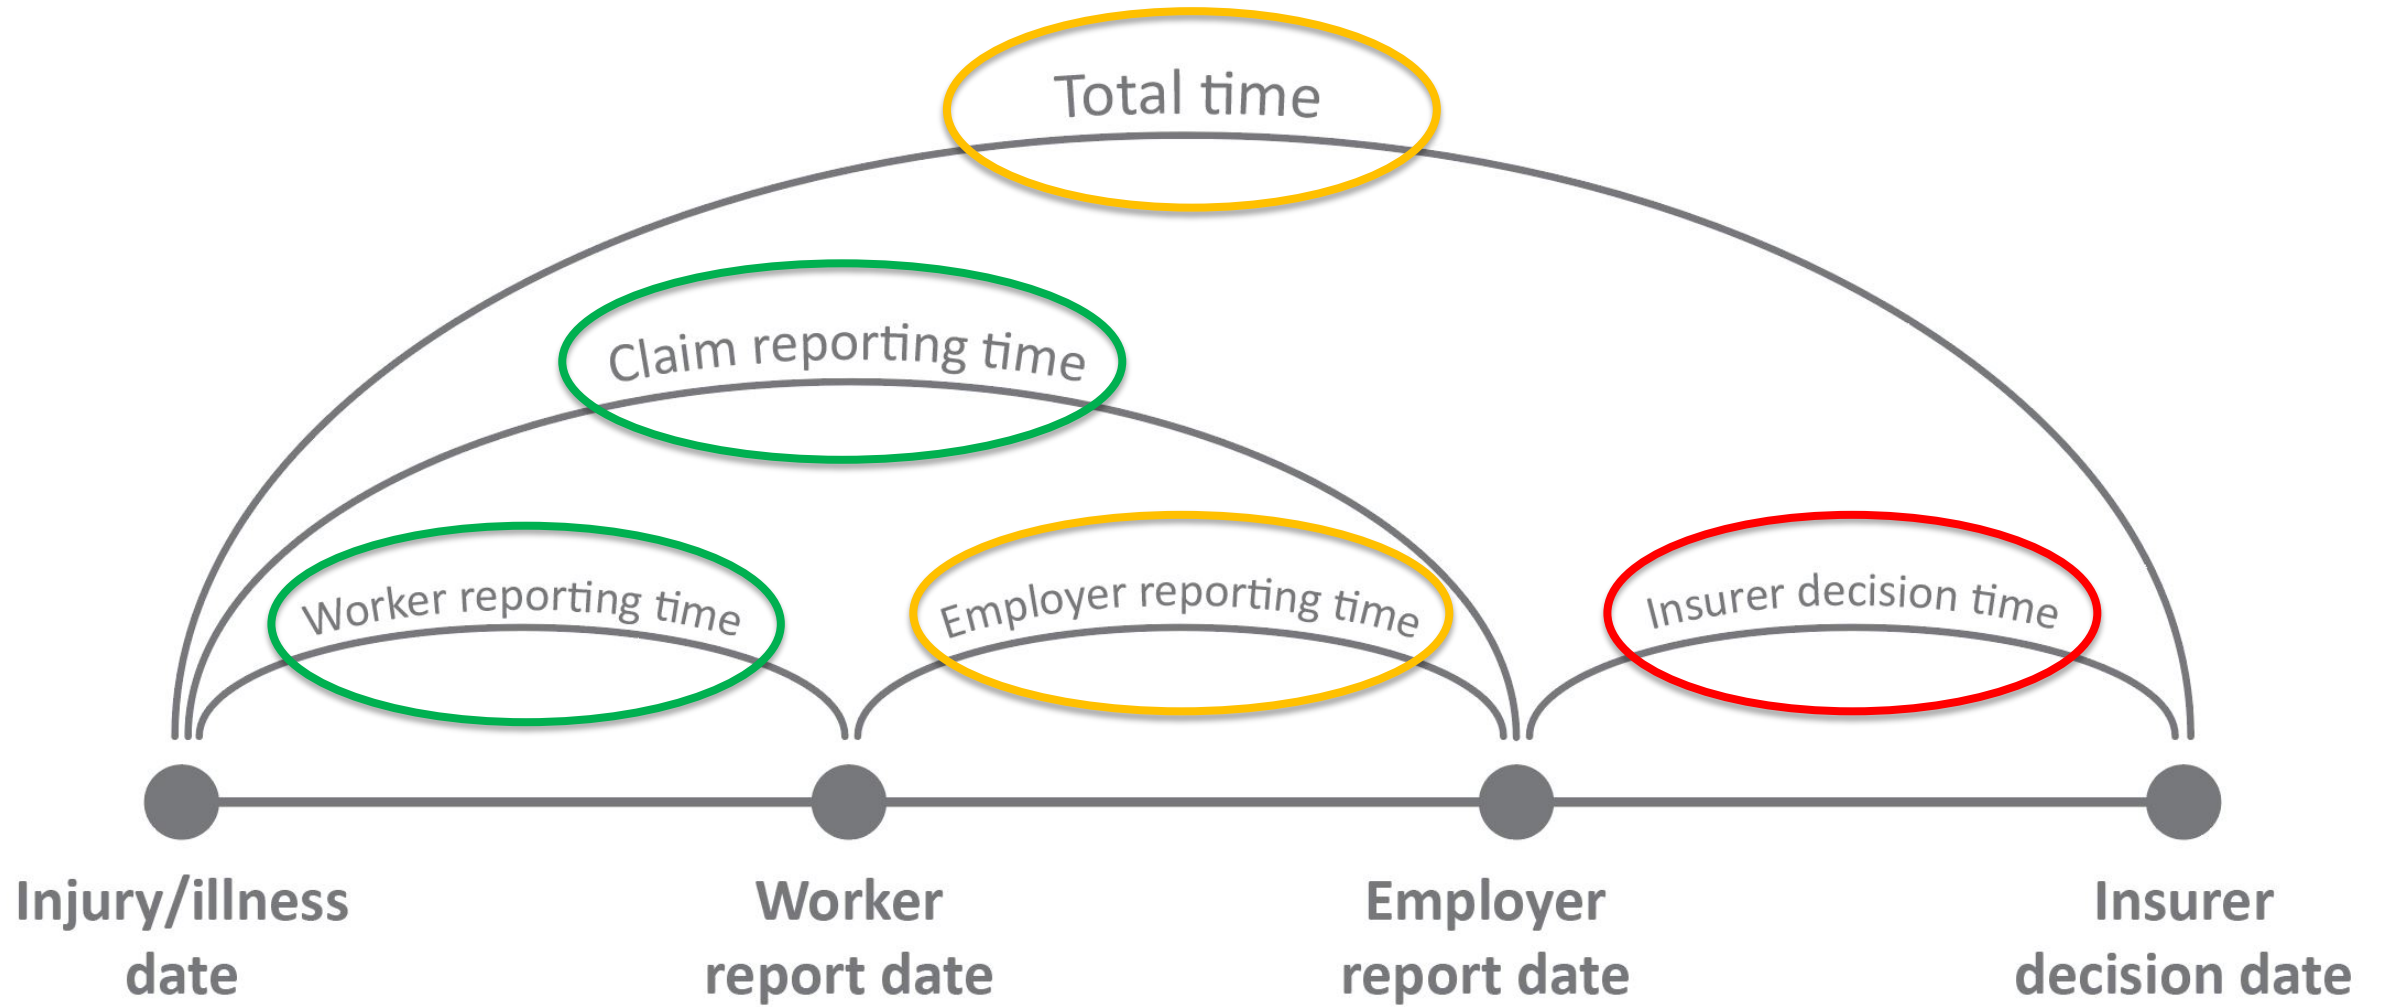 Total time
Claim reporting time
Worker reporting time
Employer reporting time
Insurer decision time
Injury/illness
date
Worker
report date
Employer
report date
Insurer
decision date